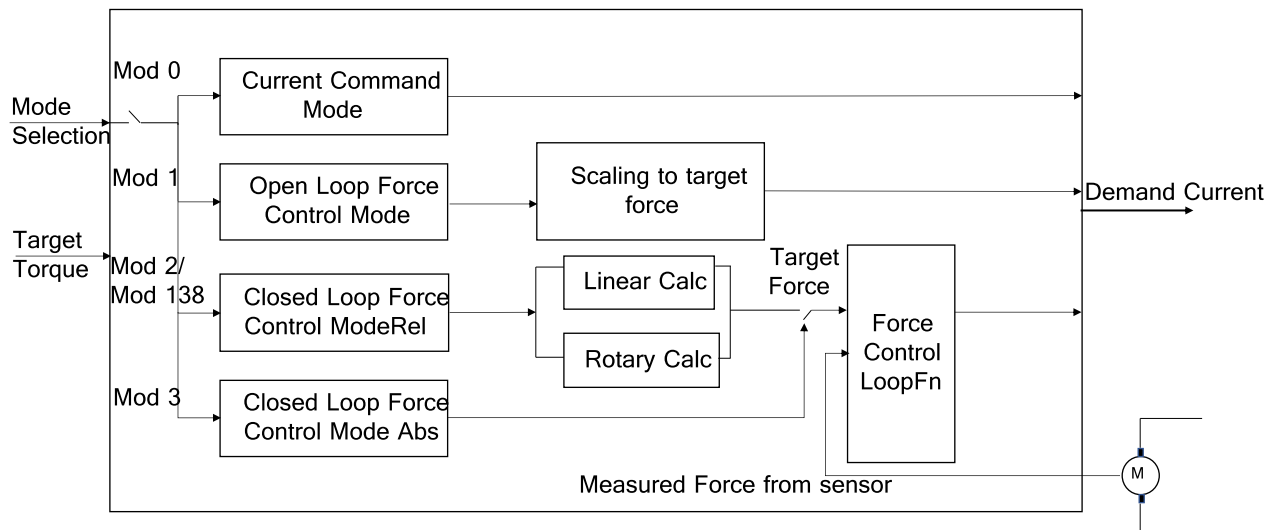 Mod 0
Current Command
Mode
Mode
Selection
Mod 1
Open Loop Force
Control Mode
Scaling to target
force
Demand Current
Target
Torque
Mod 2/
Mod 138
Closed Loop Force
Control ModeRel
Linear Calc
Rotary Calc
Target
Force
Force
Control
LoopFn
Mod 3
Closed Loop Force
Control Mode Abs
Measured Force from sensor
M